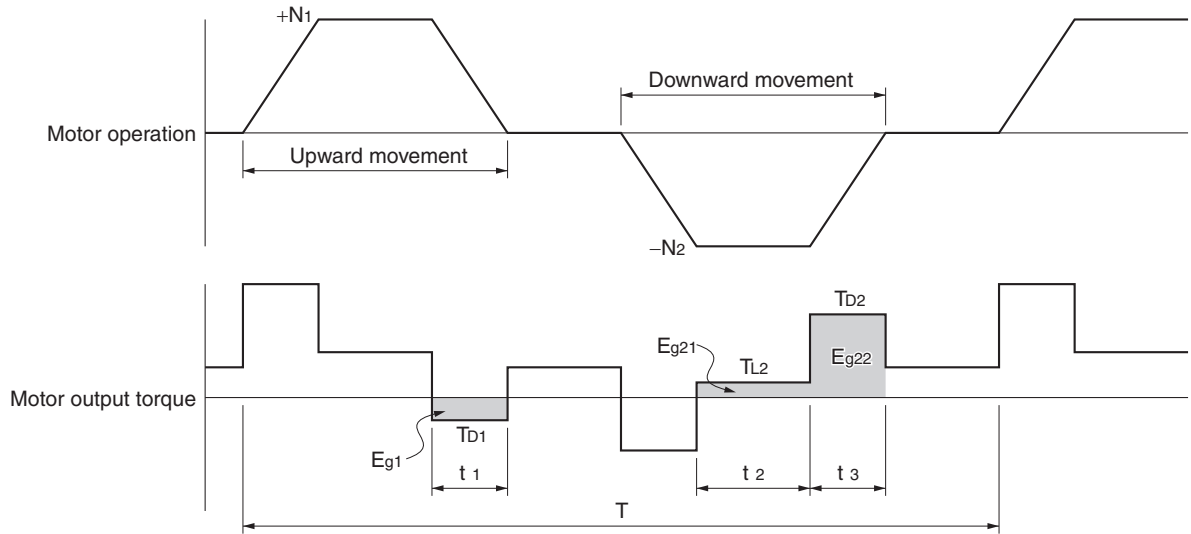 +N1
Downward movement
Motor operation
Upward movement
–N2
TD2
Eg21
TL2
Eg22
Motor output torque
TD1
Eg1
t 1
t 2
t 3
T